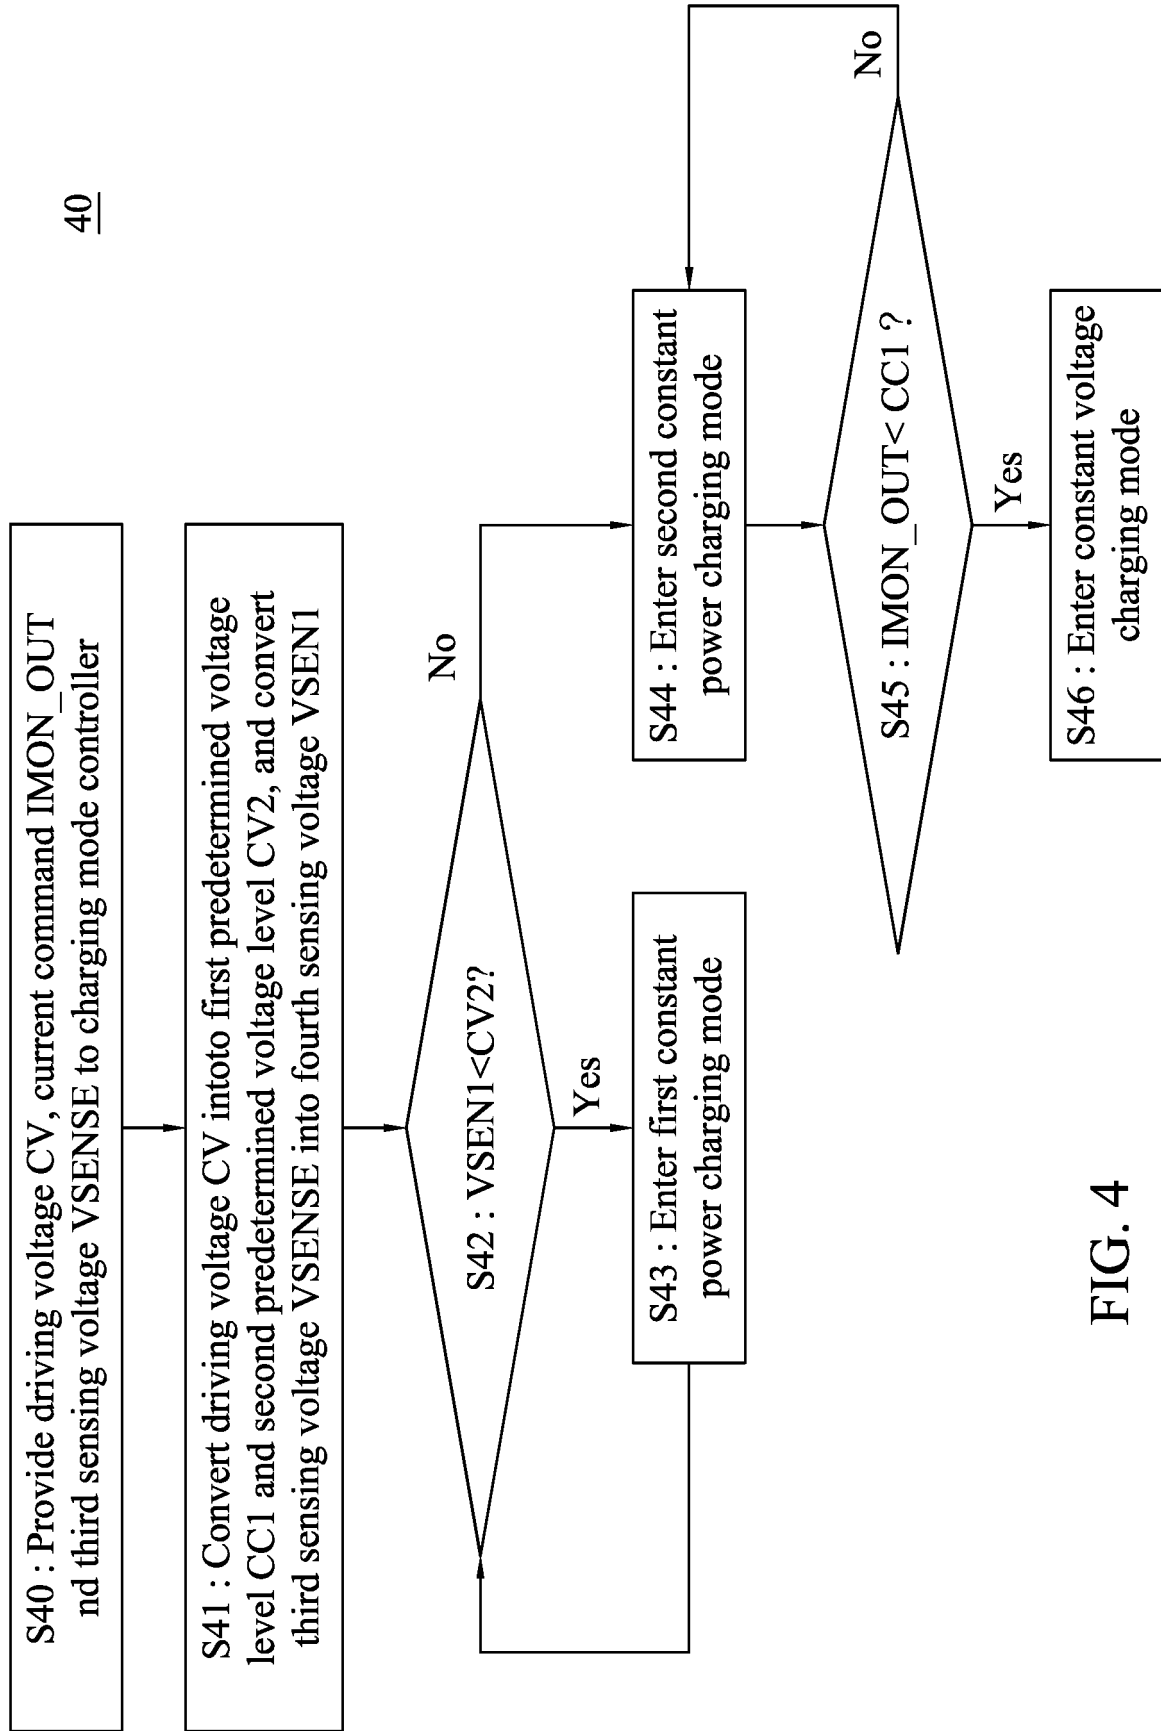 40
S40 : Provide driving voltage CV, current command IMON_OUT
nd third sensing voltage VSENSE to charging mode controller
S41 : Convert driving voltage CV intoto first predetermined voltage
level CC1 and second predetermined voltage level CV2, and convert
third sensing voltage VSENSE into fourth sensing voltage VSEN1
S42 : VSEN1<CV2?
No
Yes
S43 : Enter first constant
power charging mode
S44 : Enter second constant
power charging mode
S45 : IMON_OUT< CC1 ?
No
Yes
S46 : Enter constant voltage
charging mode
FIG. 4